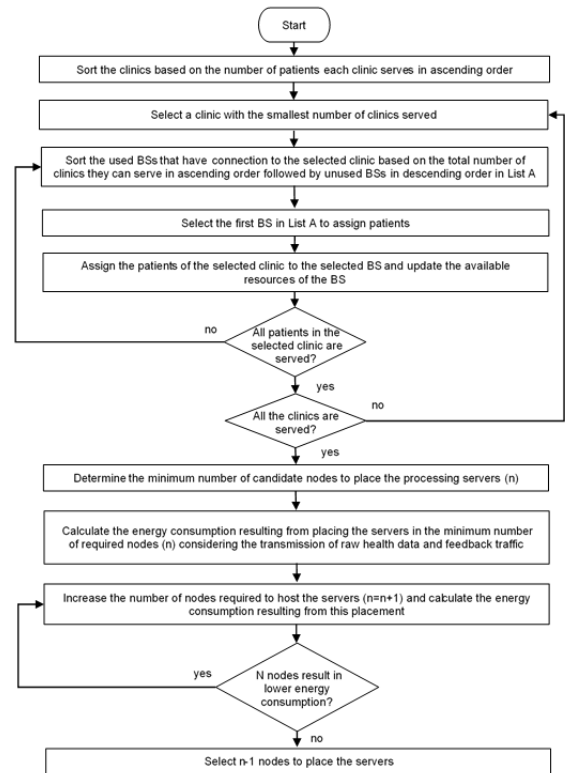 Start
Sort the clinics based on the number of patients each clinic serves in ascending order
Select a clinic with the smallest number of clinics served
Sort the used BSs that have connection to the selected clinic based on the total number of
clinics they can serve in ascending order followed by unused BSs in descending order in List A
Select the first BS in List A to assign patients
Assign the patients of the selected clinic to the selected BS and update the available
resources of the BS
no
All patients in the
selected clinic are
served?
yes
no
All the clinics are
served?
yes
Determine the minimum number of candidate nodes to place the processing servers (n)
Calculate the energy consumption resulting from placing the servers in the minimum number
of required nodes (n) considering the transmission of raw health data and feedback traffic
Increase the number of nodes required to host the servers (n=n+1) and calculate the energy
consumption resulting from this placement
yes
N nodes result in
lower energy
consumption?
no
Select n-1 nodes to place the servers